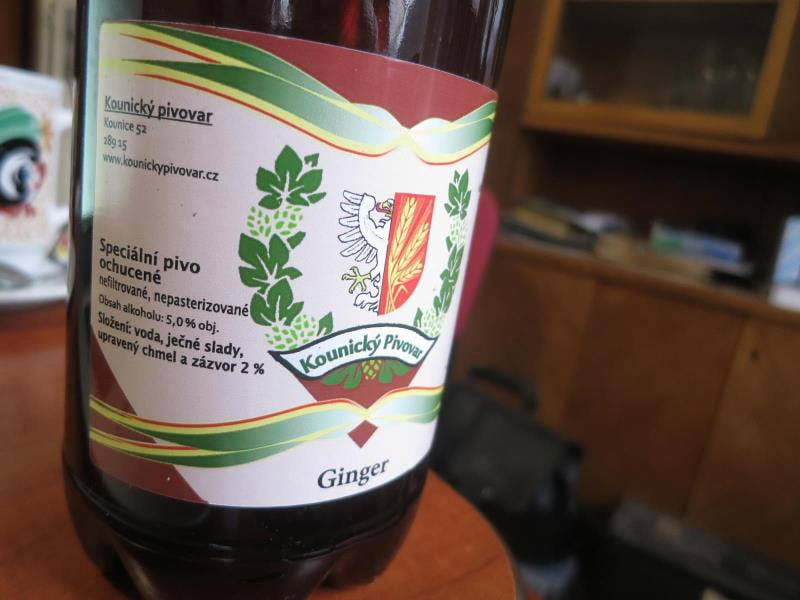 Kounický pivovar
Kounice 52
289 15
www.kounickypivovar.cz
Speciální pivo
ochucené
nefiltrované, nepasterizované
Obsah alkoholu: 5,0 % obj.
Složení: voda, ječné slady,
upravený chmel a zázvor 2 %
Kounický Pivovar
Ginger